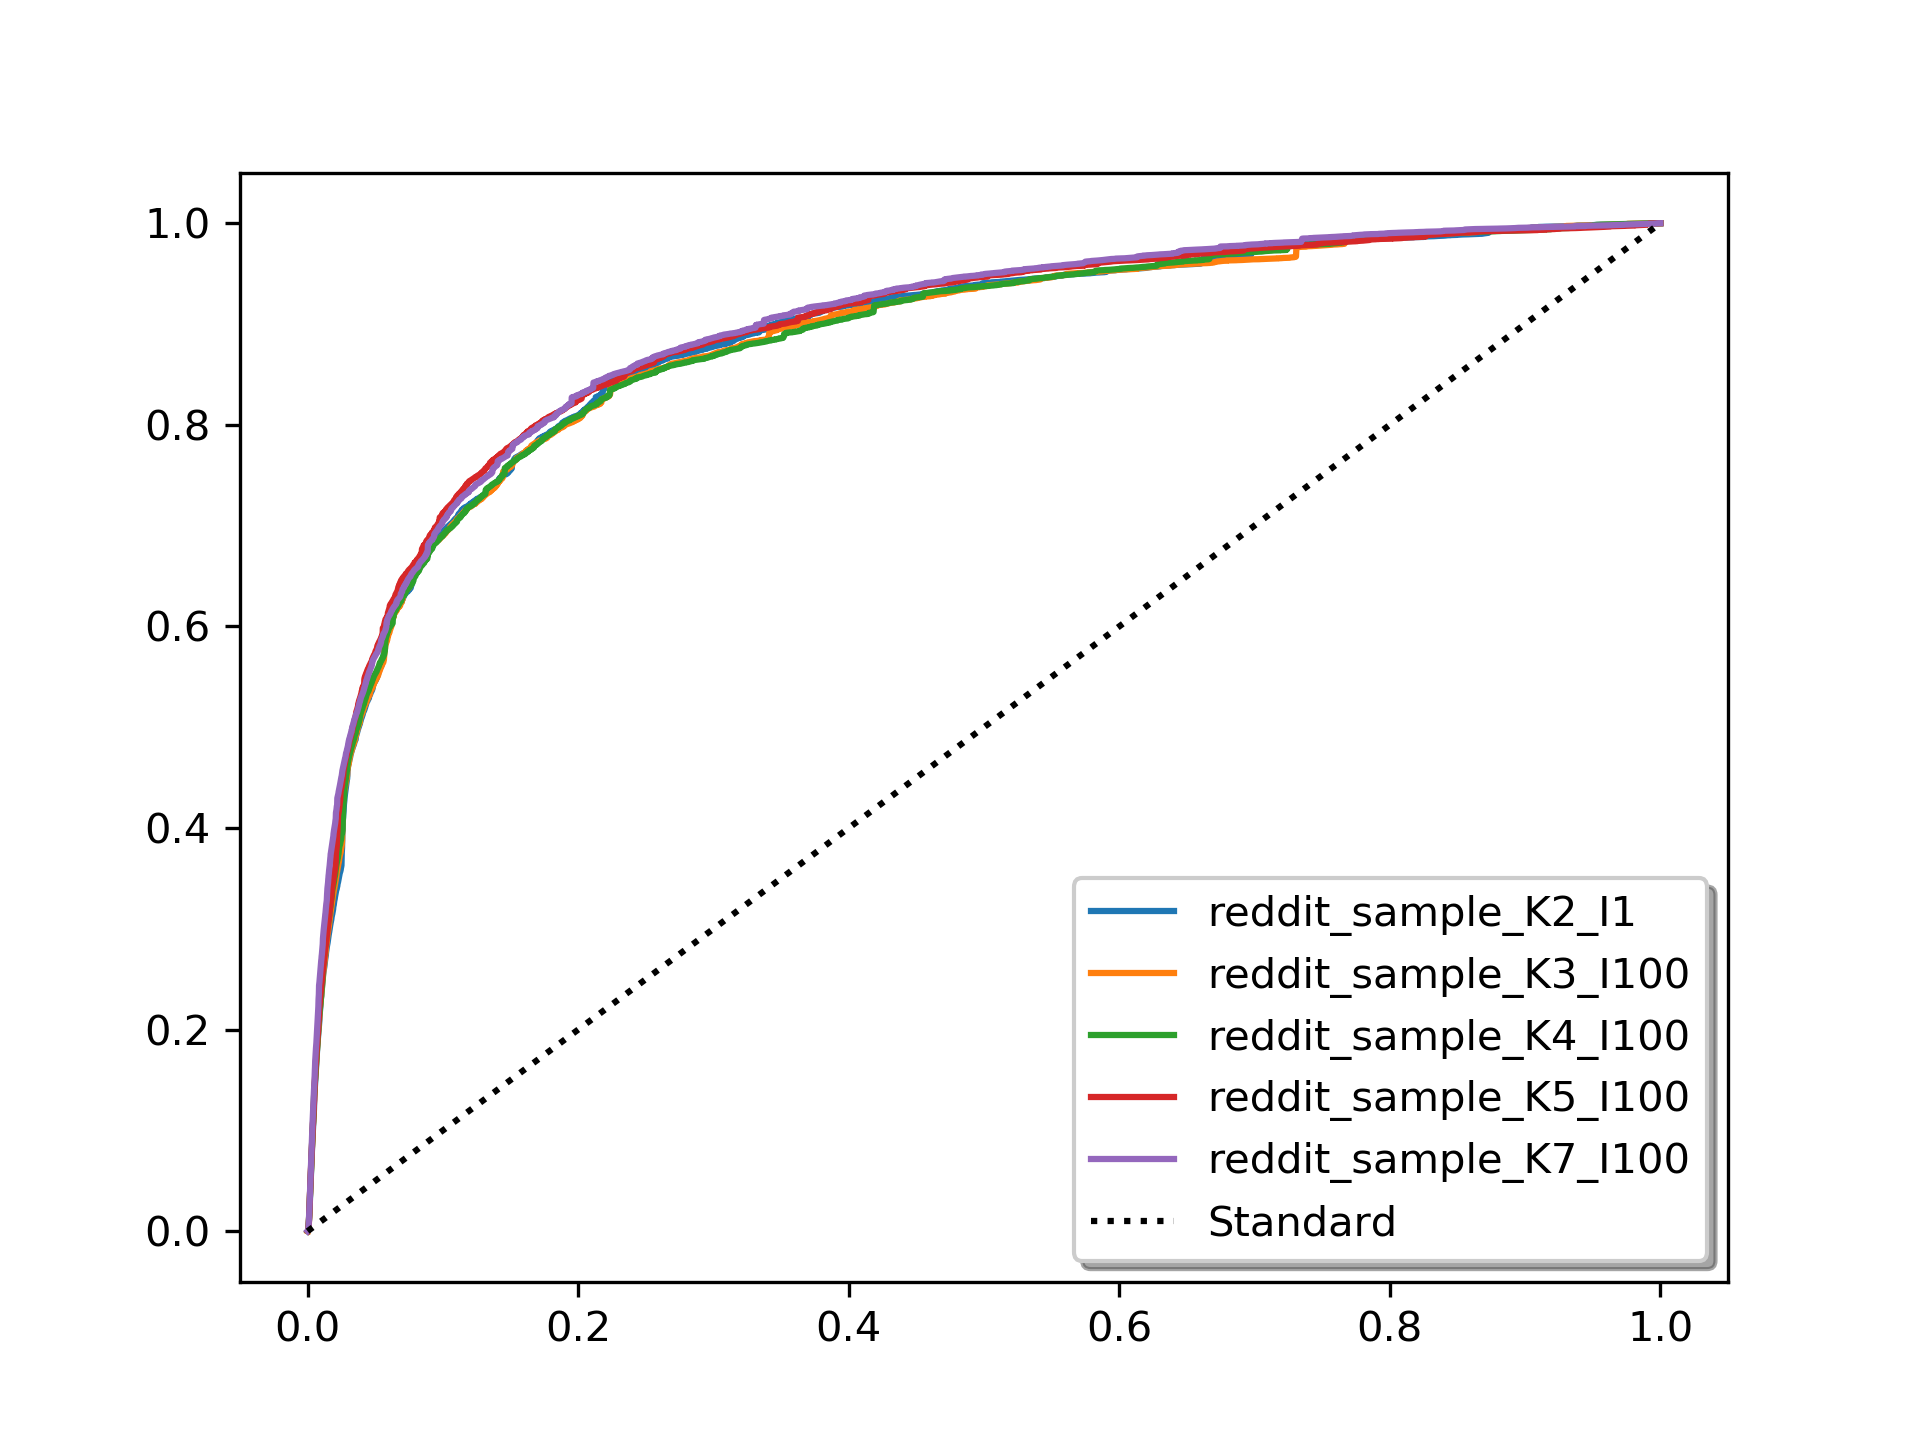 1.0
0.8
0.6
0.4
0.2
0.0
0.0 0.2 0.4 0.6 0.8 1.0
reddit_sample_K2_I1
reddit_sample_K3_I100
reddit_sample_K4_I100
reddit_sample_K5_I100
reddit_sample_K7_I100
Standard